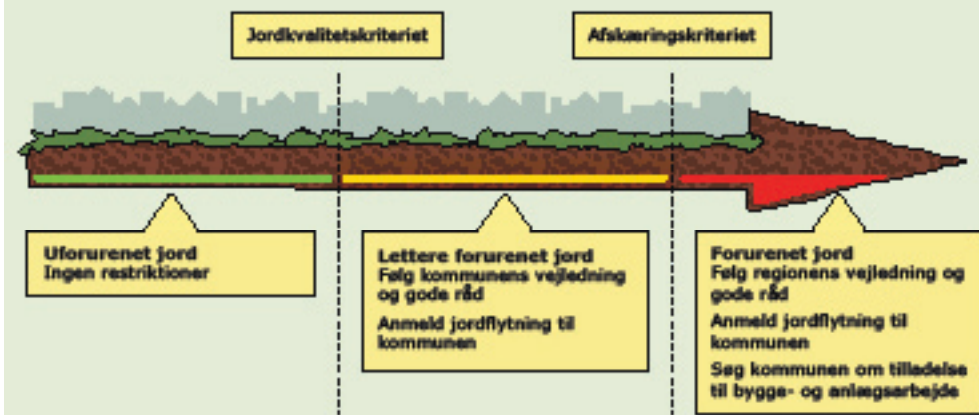 Jordkvalitetskriteriet
Afskæringskriteriet
Uforurenet jord
Ingen restriktioner
Lettere forurenet jord
Følg kommunens vejledning
og gode råd
Anmeld jordflytning til
kommunen
Forurenet jord
Følg regionens vejledning og
gode råd
Anmeld jordflytning til
kommunen
Søg kommunen om tilladelse
til bygge- og anlægsarbejde